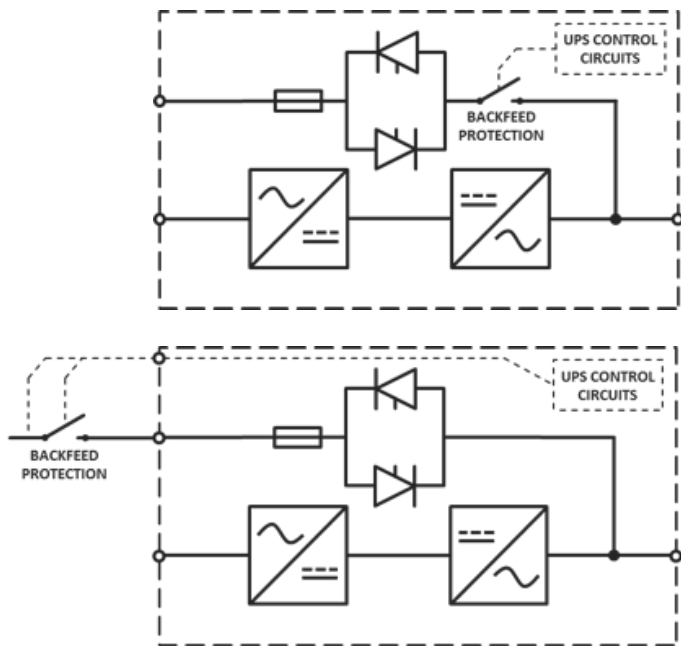 UPS CONTROL
CIRCUITS
BACKFEED
PROTECTION
UPS CONTROL
CIRCUITS
BACKFEED
PROTECTION